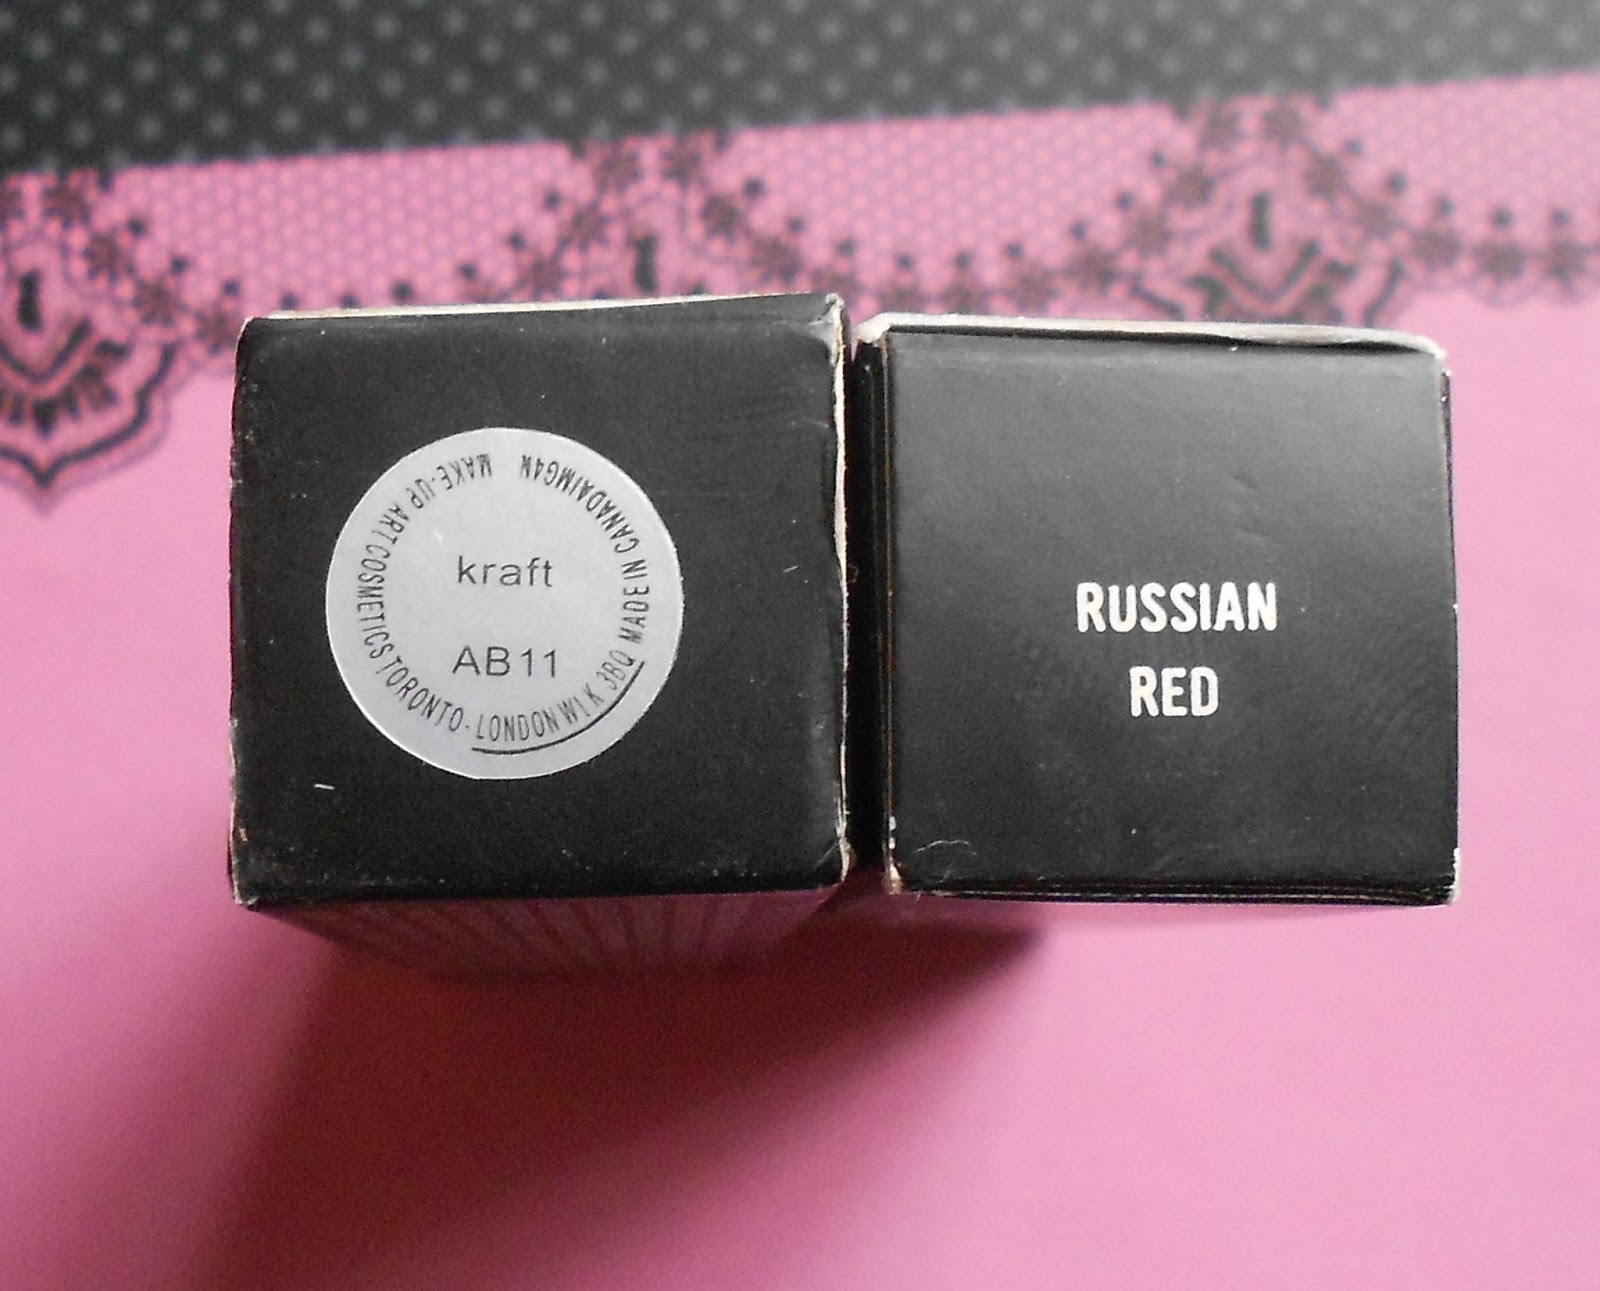 MAKE-UP ART COSMETICS TORONTO·LONDON W1K 3BQ MADE IN CANADA IMG4N
kraft
AB11
RUSSIAN
RED